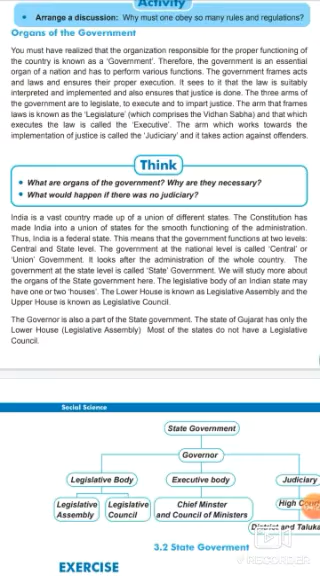 Activity
• Arrange a discussion: Why must one obey so many rules and regulations?
Organs of the Government
You must have realized that the organization responsible for the proper functioning of
the country is known as a 'Government'. Therefore, the government is an essential
organ of a nation and has to perform various functions. The government frames acts
and laws and ensures their proper execution. It sees to it that the law is suitably
interpreted and implemented and also ensures that justice is done. The three arms of
the government are to legislate, to execute and to impart justice. The arm that frames
laws is known as the 'Legislature' (which comprises the Vidhan Sabha) and that which
executes the law is called the 'Executive'. The arm which works towards the
implementation of justice is called the 'Judiciary' and it takes action against offenders.
Think
• What are organs of the government? Why are they necessary?
• What would happen if there was no judiciary?
India is a vast country made up of a union of different states. The Constitution has
made India into a union of states for the smooth functioning of the administration.
Thus, India is a federal state. This means that the government functions at two levels:
Central and State level. The government at the national level is called 'Central' or
'Union' Government. It looks after the administration of the whole country. The
government at the state level is called 'State' Government. We will study more about
the organs of the State government here. The legislative body of an Indian state may
have one or two 'houses'. The Lower House is known as Legislative Assembly and the
Upper House is known as Legislative Council.
The Governor is also a part of the State government. The state of Gujarat has only the
Lower House (Legislative Assembly) Most of the states do not have a Legislative
Council.
Social Science
State Government
Governor
Legislative Body Executive body Judiciary
Legislative Legislative Chief Minster High
Assembly Council and Council of Ministers
District and Taluka
3.2 State Government
RECORDER
EXERCISE